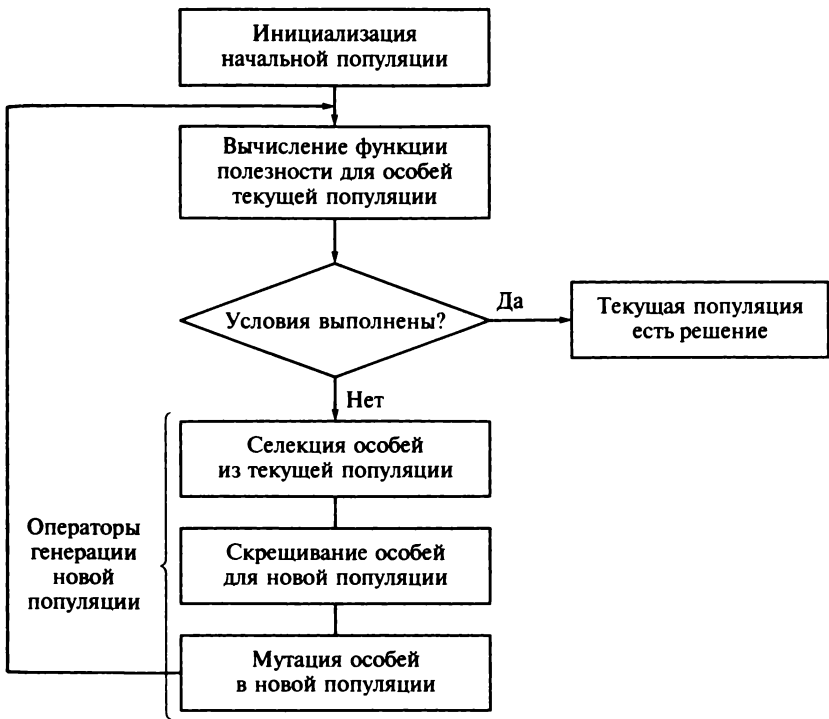 Инициализация
начальной популяции
Вычисление функции
полезности для особей
текущей популяции
Условия выполнены?
Да
Текущая популяция
есть решение
Нет
Селекция особей
из текущей популяции
Операторы
генерации
новой
популяции
Скрещивание особей
для новой популяции
Мутация особей
в новой популяции